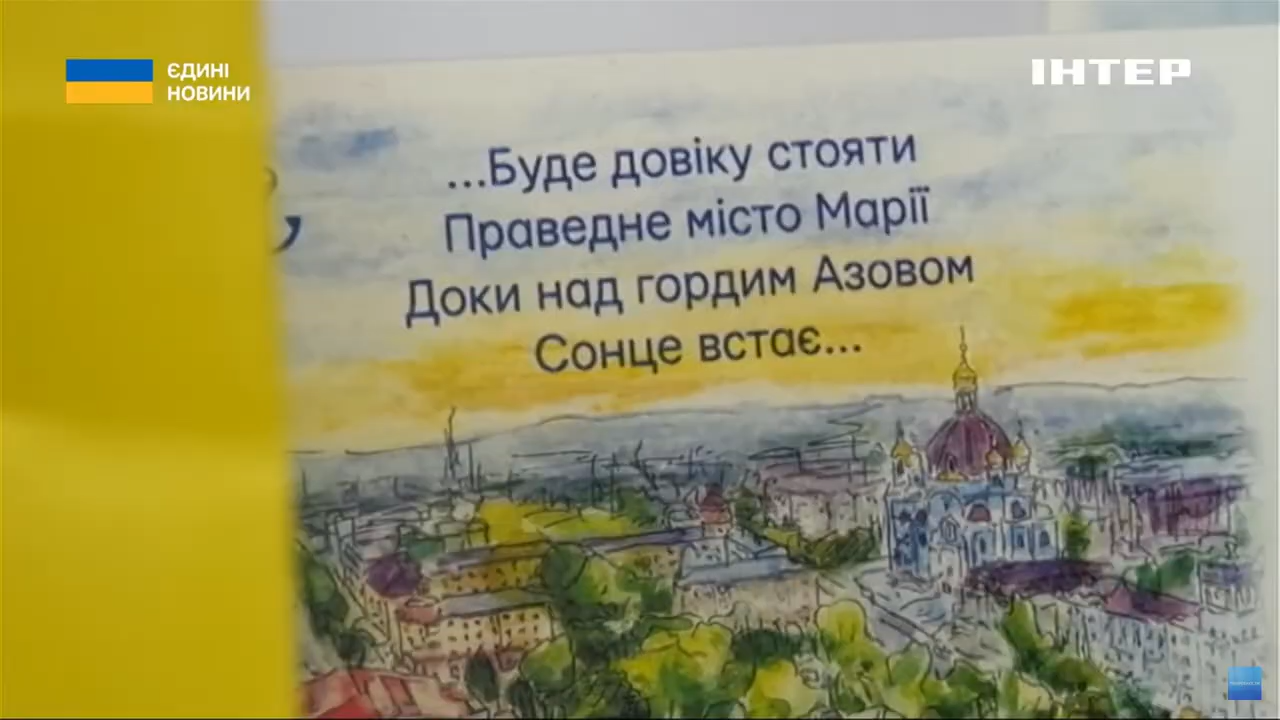 ЄДИНІ
НОВИНИ
ІНТЕР
...Буде довіку стояти
Праведне місто Марії
Доки над гордим Азовом
Сонце встає...